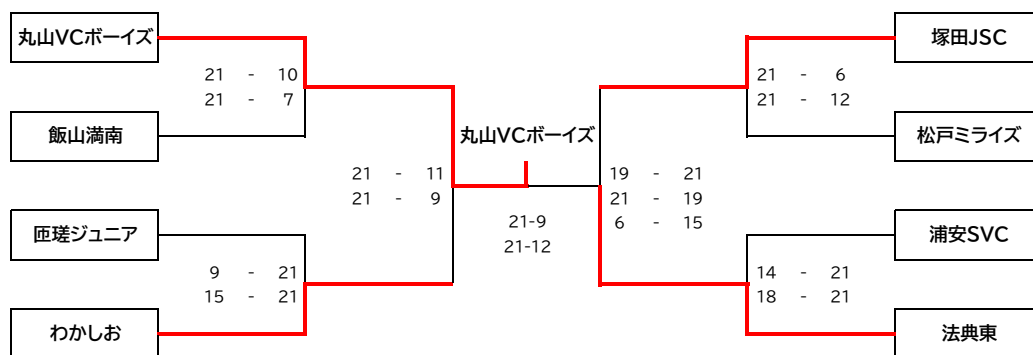 丸山VCボーイズ
塚田JSC
21 - 10
21 - 7
21 - 6
21 - 12
飯山満南
丸山VCボーイズ
松戸ミライズ
21 - 11
21 - 9
19 - 21
21 - 19
6 - 15
匝瑳ジュニア
21-9
21-12
浦安SVC
9 - 21
15 - 21
14 - 21
18 - 21
わかしお
法典東